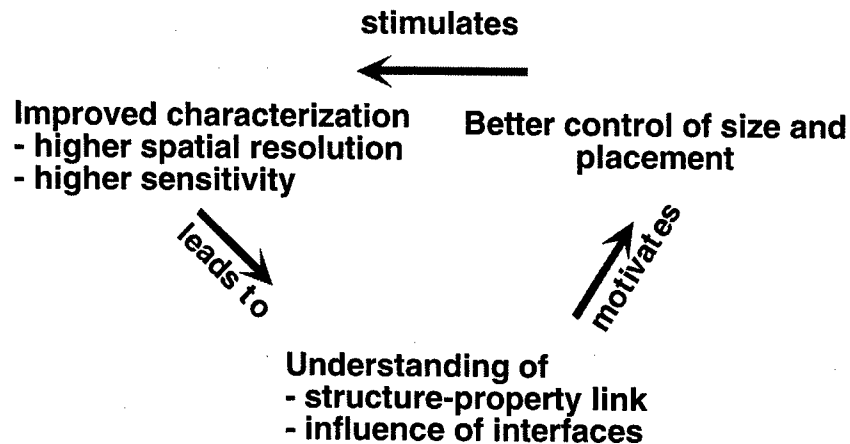 stimulates
Improved characterization
- higher spatial resolution
- higher sensitivity
Better control of size and
placement
leads to
motivates
Understanding of
- structure-property link
- influence of interfaces